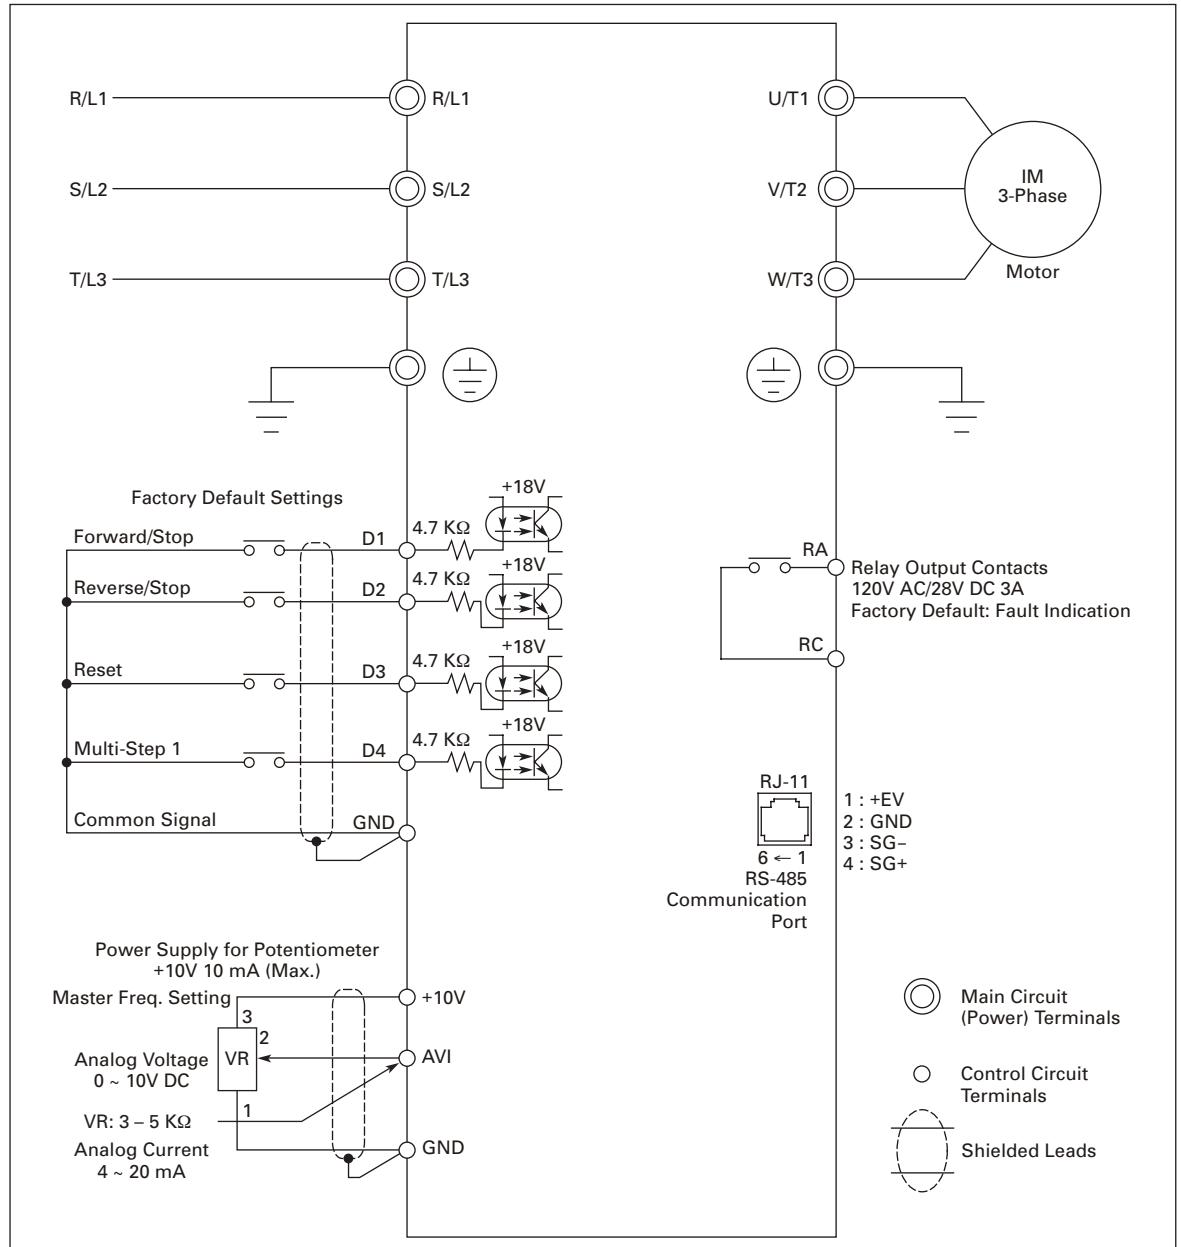 R/L1
R/L1
U/T1
S/L2
S/L2
V/T2
IM
3-Phase
T/L3
T/L3
W/T3
Motor
Factory Default Settings
Forward/Stop
D1
4.7 KΩ
+18V
Reverse/Stop
D2
4.7 KΩ
+18V
Reset
D3
4.7 KΩ
+18V
Multi-Step 1
D4
4.7 KΩ
+18V
Common Signal
GND
RA
Relay Output Contacts
120V AC/28V DC 3A
Factory Default: Fault Indication
RC
RJ-11
6 ← 1
RS-485
Communication
Port
1 : +EV
2 : GND
3 : SG–
4 : SG+
Power Supply for Potentiometer
+10V 10 mA (Max.)
Master Freq. Setting
+10V
3
2
VR
Analog Voltage
0 ~ 10V DC
AVI
1
VR: 3 – 5 KΩ
Analog Current
4 ~ 20 mA
GND
Main Circuit
(Power) Terminals
Control Circuit
Terminals
Shielded Leads